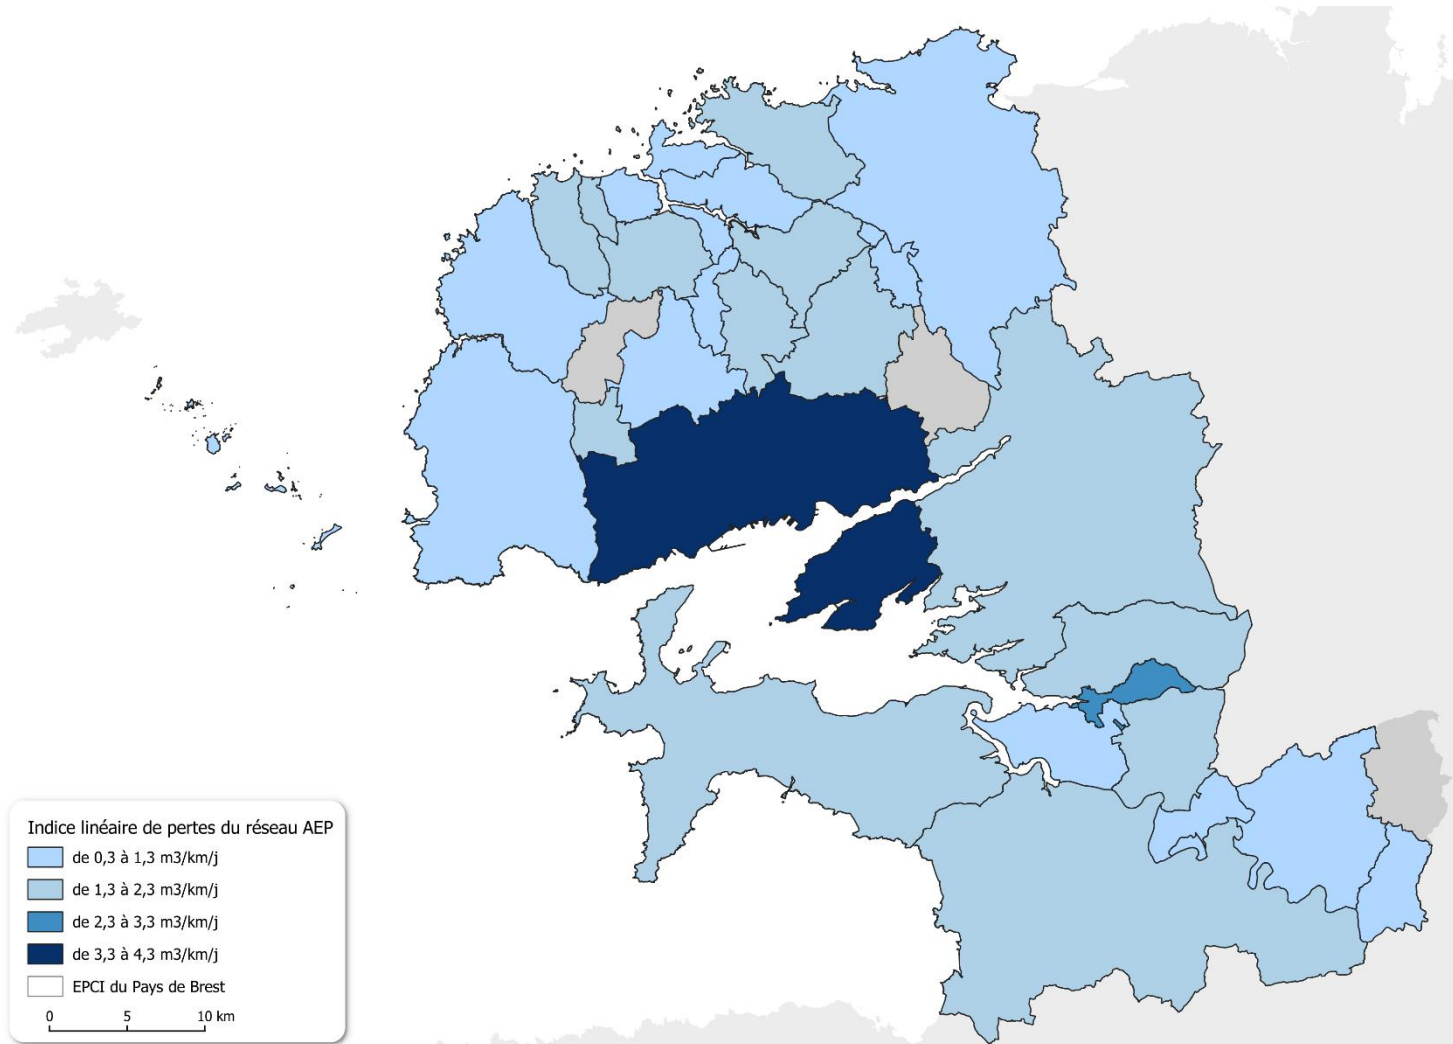 Indice linéaire de pertes du réseau AEP
de 0,3 à 1,3 m3/km/j
de 1,3 à 2,3 m3/km/j
de 2,3 à 3,3 m3/km/j
de 3,3 à 4,3 m3/km/j
EPCI du Pays de Brest
0 5 10 km